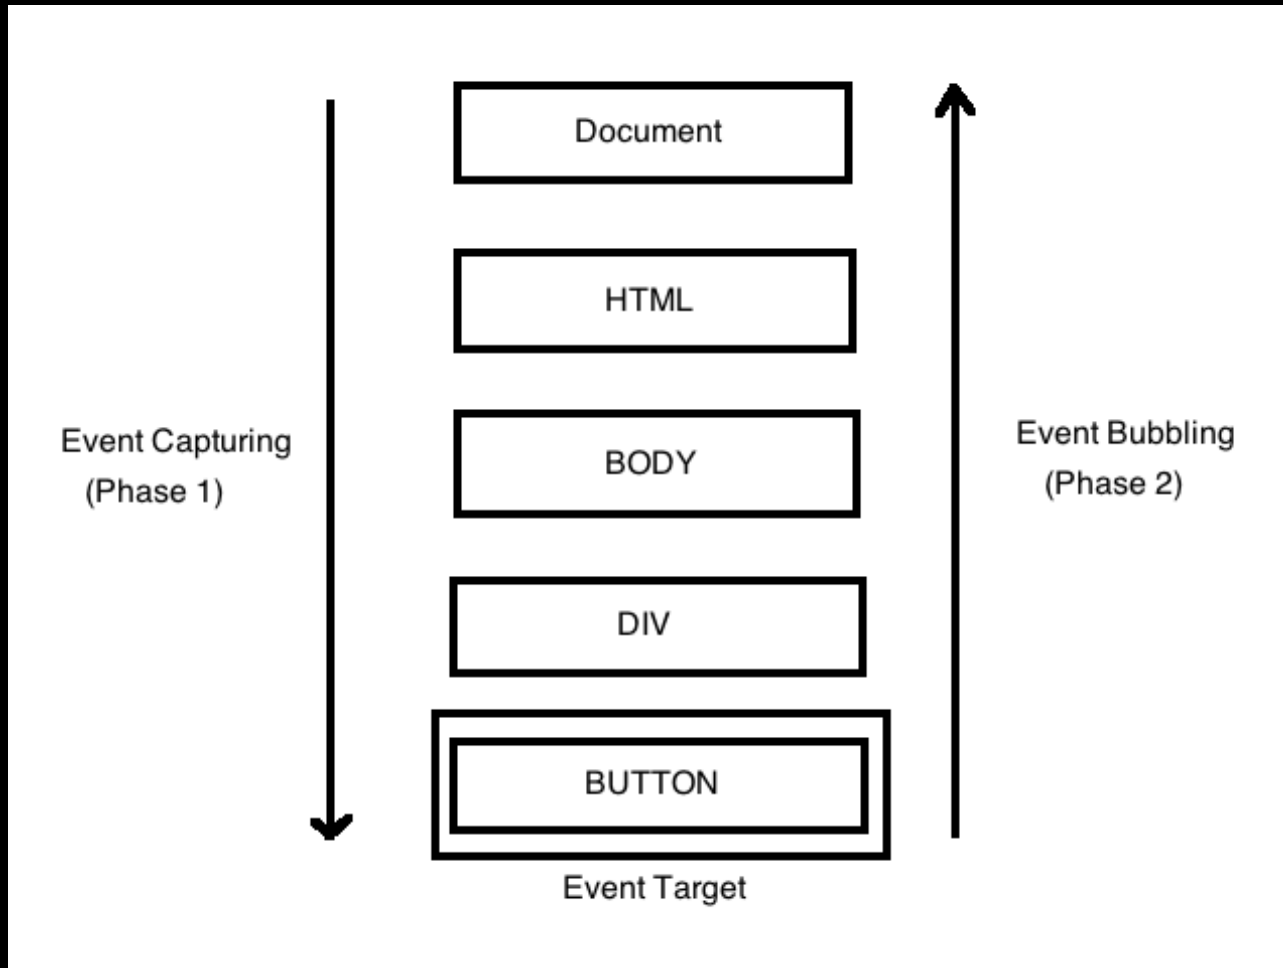 Document
HTML
Event Capturing
(Phase 1)
BODY
Event Bubbling
(Phase 2)
DIV
BUTTON
Event Target